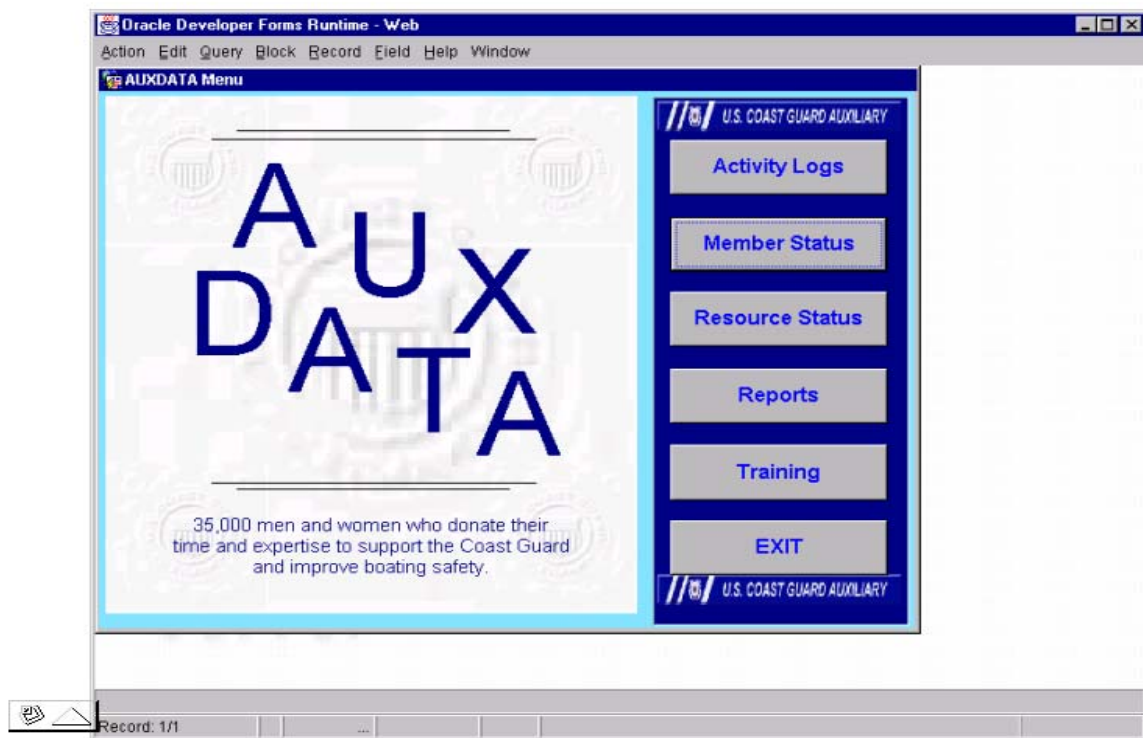 Oracle Developer Forms Runtime - Web
Action Edit Query Block Record Field Help Window
AUXDATA Menu
AUX
DATA
35,000 men and women who donate their
time and expertise to support the Coast Guard
and improve boating safety.
U.S. COAST GUARD AUXILIARY
Activity Logs
Member Status
Resource Status
Reports
Training
EXIT
U.S. COAST GUARD AUXILIARY
Record: 1/1
...